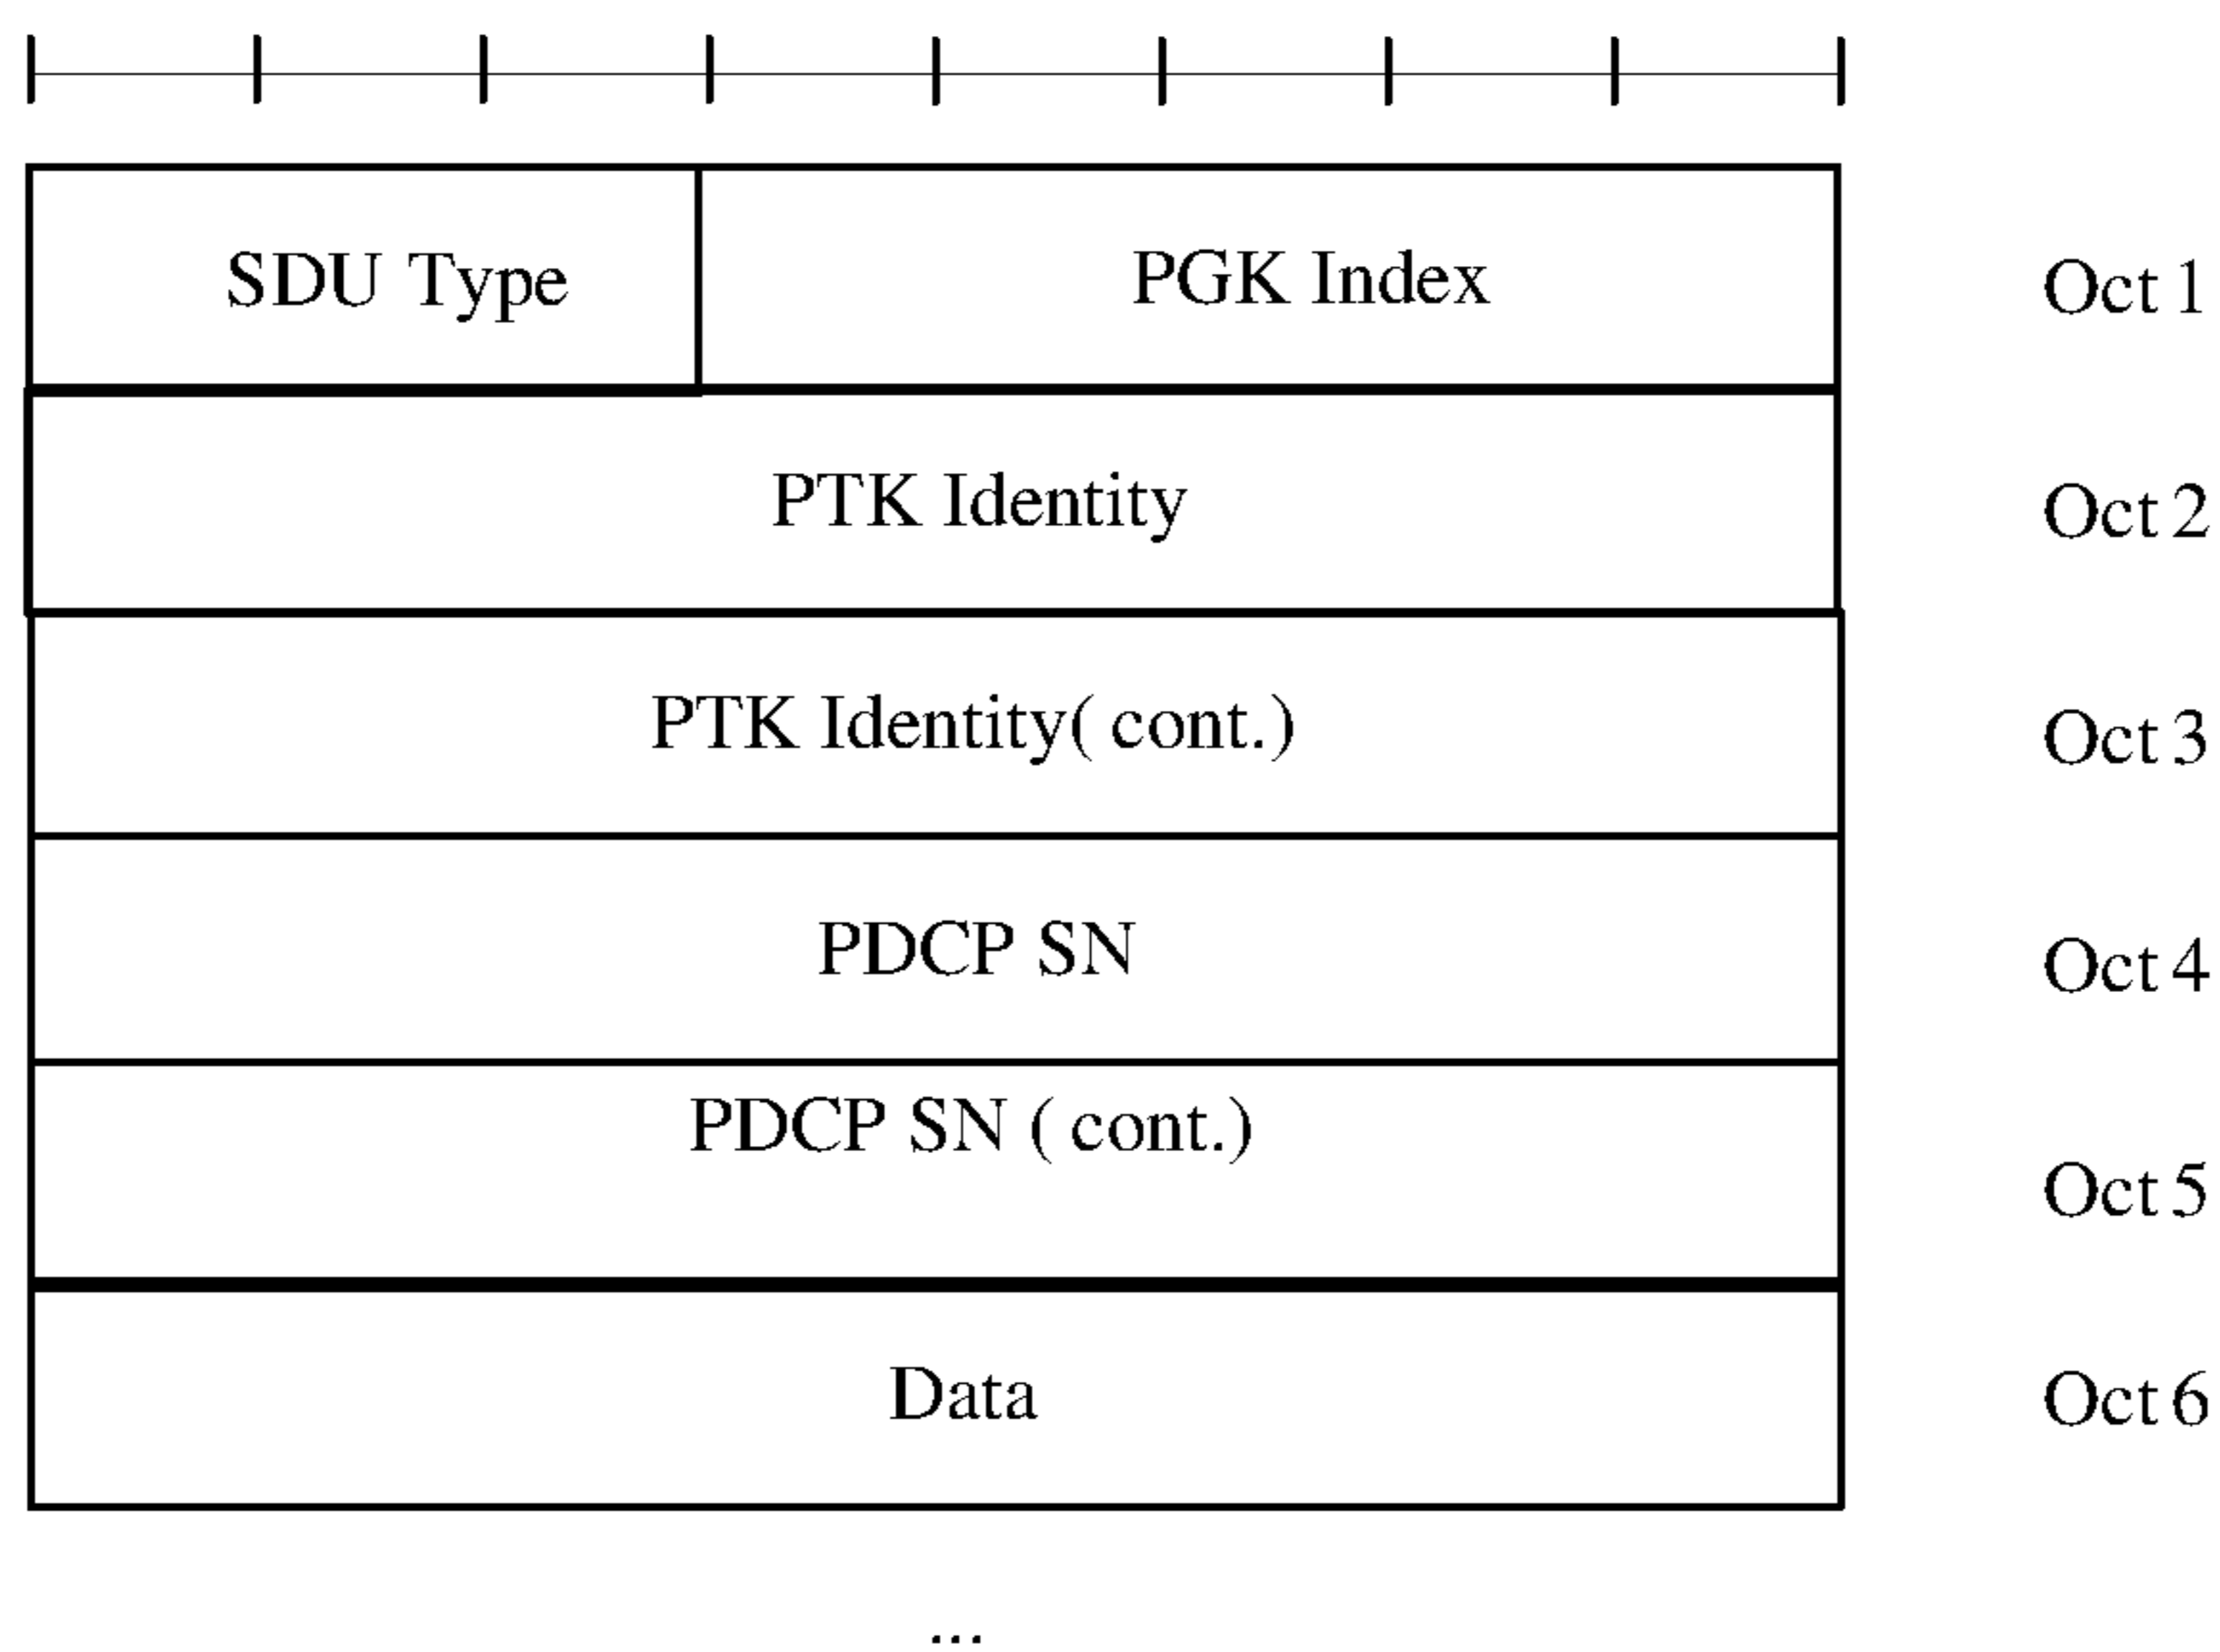 SDU Type PGK Index Oct 1
PTK Identity Oct 2
PTK Identity( cont.) Oct 3
PDCP SN Oct 4
PDCP SN ( cont.) Oct 5
Data Oct 6
...